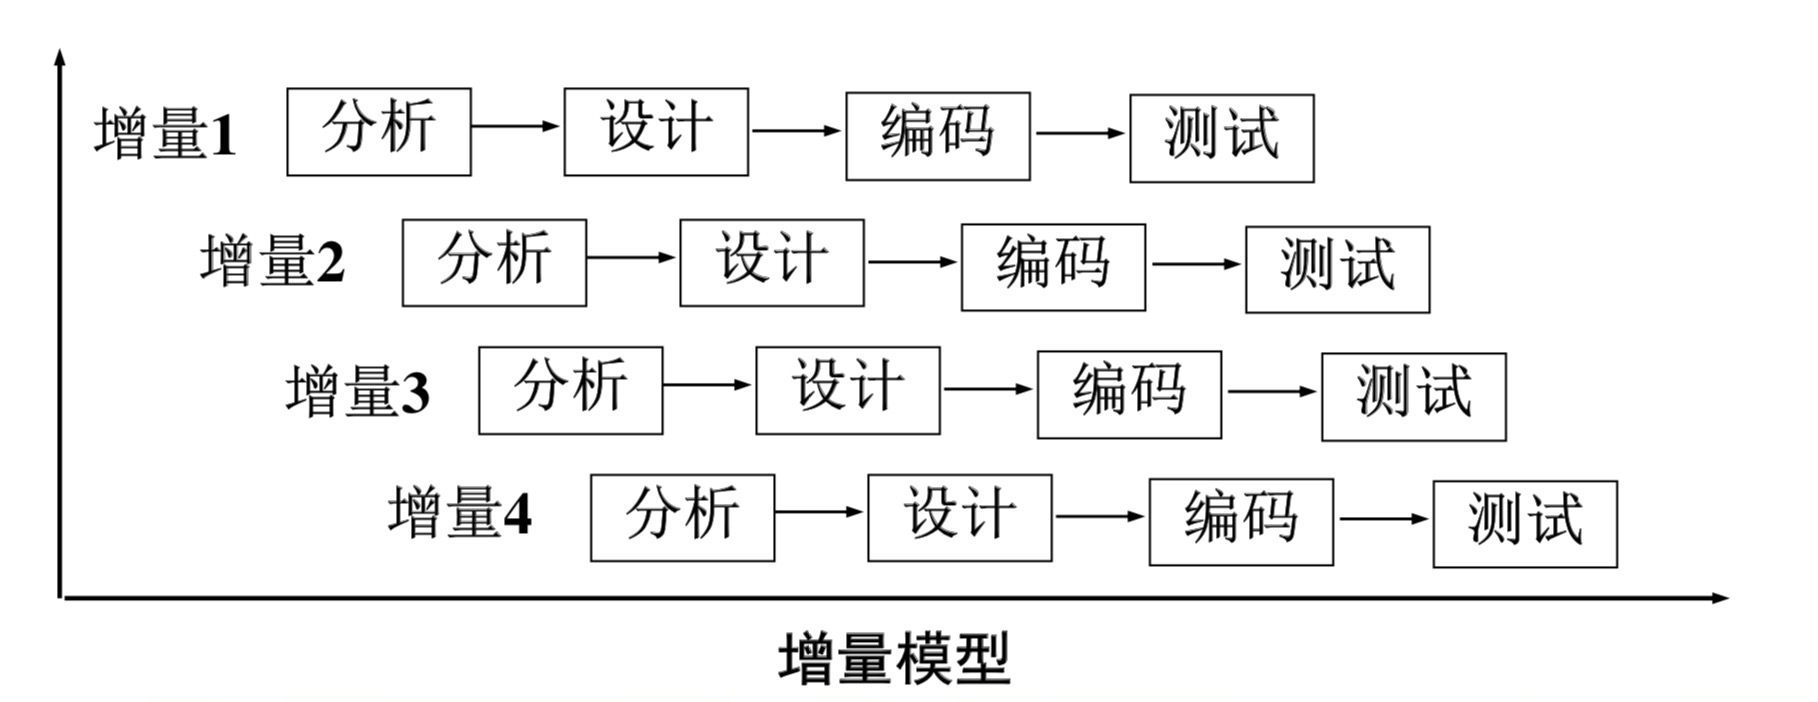 增量1 分析 设计 编码 测试
增量2 分析 设计 编码 测试
增量3 分析 设计 编码 测试
增量4 分析 设计 编码 测试
增量模型